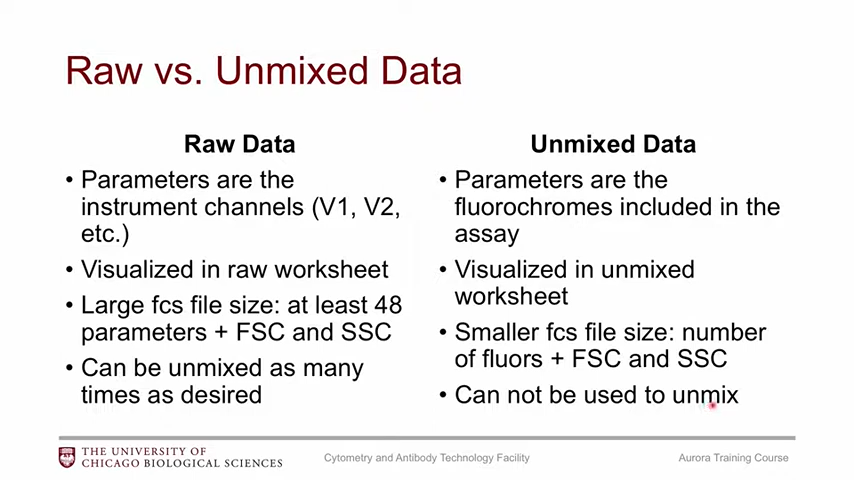 Raw vs. Unmixed Data
Raw Data
• Parameters are the
instrument channels (V1, V2,
etc.)
• Visualized in raw worksheet
• Large fcs file size: at least 48
parameters + FSC and SSC
• Can be unmixed as many
times as desired
Unmixed Data
• Parameters are the
fluorochromes included in the
assay
• Visualized in unmixed
worksheet
• Smaller fcs file size: number
of fluors + FSC and SSC
• Can not be used to unmix
THE UNIVERSITY OF
CHICAGO BIOLOGICAL SCIENCES
Cytometry and Antibody Technology Facility
Aurora Training Course